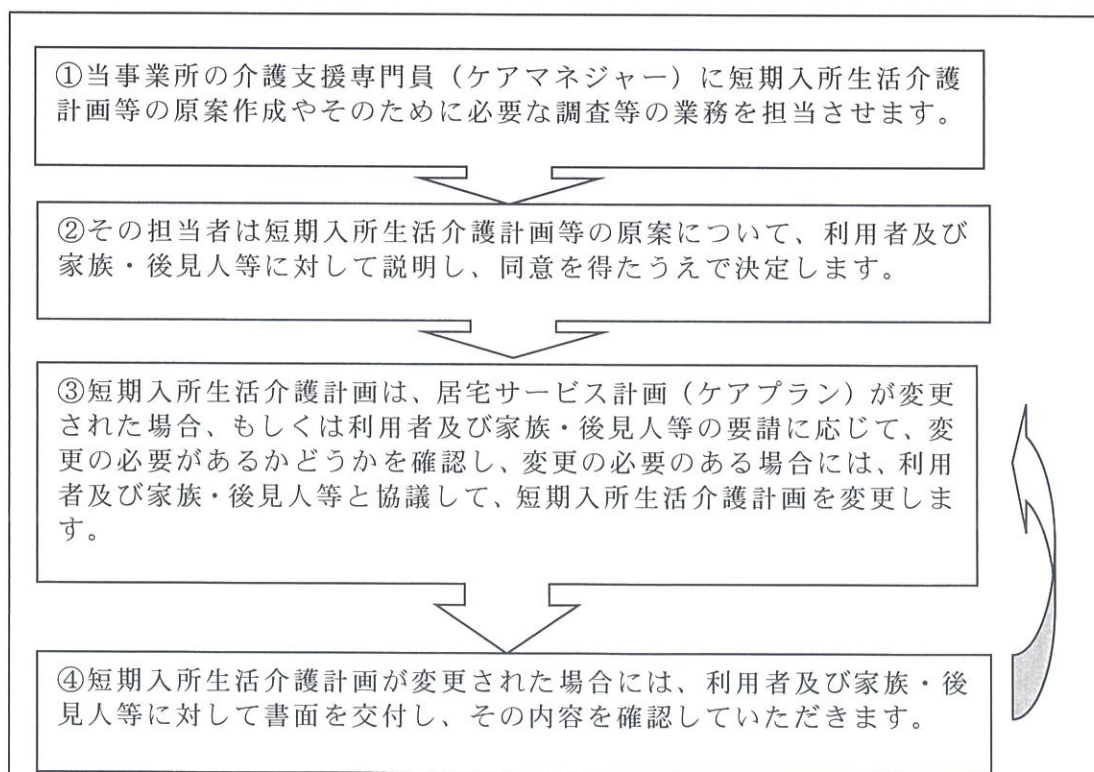 ①当事業所の介護支援専門員（ケアマネジャー）に短期入所生活介護
計画等の原案作成やそのために必要な調査等の業務を担当させます。
②その担当者は短期入所生活介護計画等の原案について、利用者及び
家族・後見人等に対して説明し、同意を得たうえで決定します。
③短期入所生活介護計画は、居宅サービス計画（ケアプラン）が変更
された場合、もしくは利用者及び家族・後見人等の要請に応じて、変
更の必要があるかどうかを確認し、変更の必要のある場合には、利用
者及び家族・後見人等と協議して、短期入所生活介護計画を変更しま
す。
④短期入所生活介護計画が変更された場合には、利用者及び家族・後
見人等に対して書面を交付し、その内容を確認していただきます。